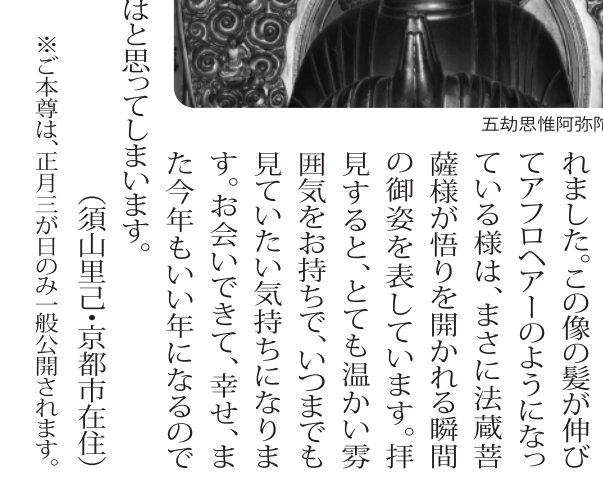 五劫思惟阿弥陀
れました。この像の髪が伸び
てアフロヘアーのようになっ
ている様は、まさに法蔵菩
薩様が悟りを開かれる瞬間
の御姿を表しています。拝
見すると、とても温かい雰
囲気をお持ちで、いつまでも
見ていたい気持ちになりま
す。お会いできて、幸せ、ま
た今年もいい年になるので
はと思ってしまいます。
（須山里己・京都市在住）
※ご本尊は、正月三が日のみ一般公開されます。